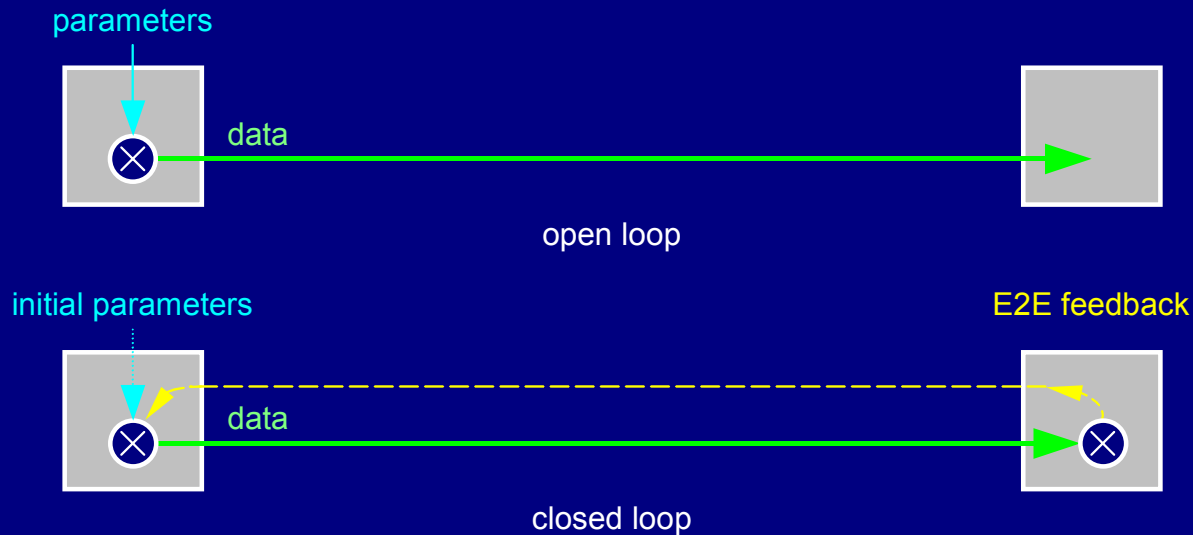 parameters
data
open loop
initial parameters
E2E feedback
data
closed loop